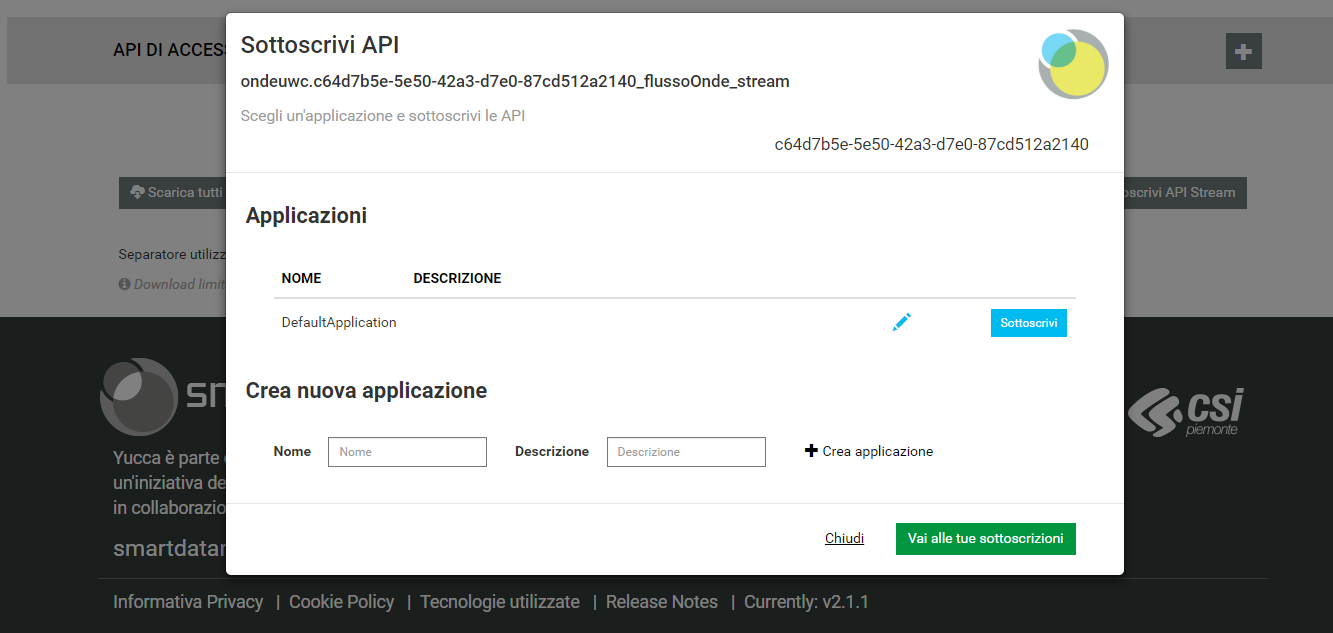 API DI ACCES
Sottoscrivi API
ondeuwc.c64d7b5e-5e50-42a3-d7e0-87cd512a2140_flussoOnde_stream
Scegli un'applicazione e sottoscrivi le API
c64d7b5e-5e50-42a3-d7e0-87cd512a2140
Scarica tutti
oscrivi API Stream
Applicazioni
Separatore utilizz
NOME DESCRIZIONE
Download limit
DefaultApplication Sottoscrivi
Crea nuova applicazione
csi
piemonte
Nome Nome Descrizione Descrizione Crea applicazione
Yucca è parte
un'iniziativa de
in collaborazio
Chiudi Vai alle tue sottoscrizioni
smartdatan
Informativa Privacy | Cookie Policy | Tecnologie utilizzate | Release Notes | Currently: v2.1.1